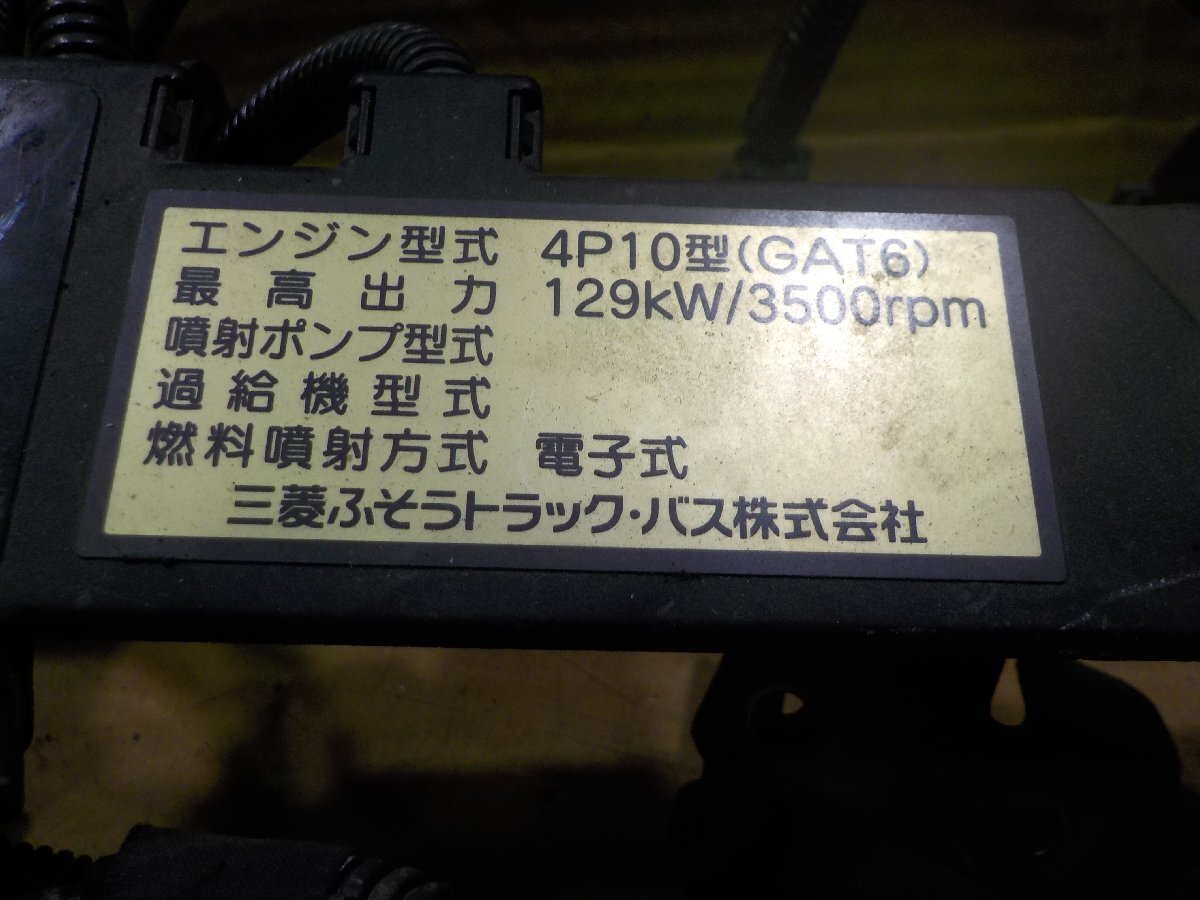 エンジン型式 4P10型(GAT6)
最高出力 129kW/3500rpm
噴射ポンプ型式
過給機型式
燃料噴射方式 電子式
三菱ふそうトラック・バス株式会社